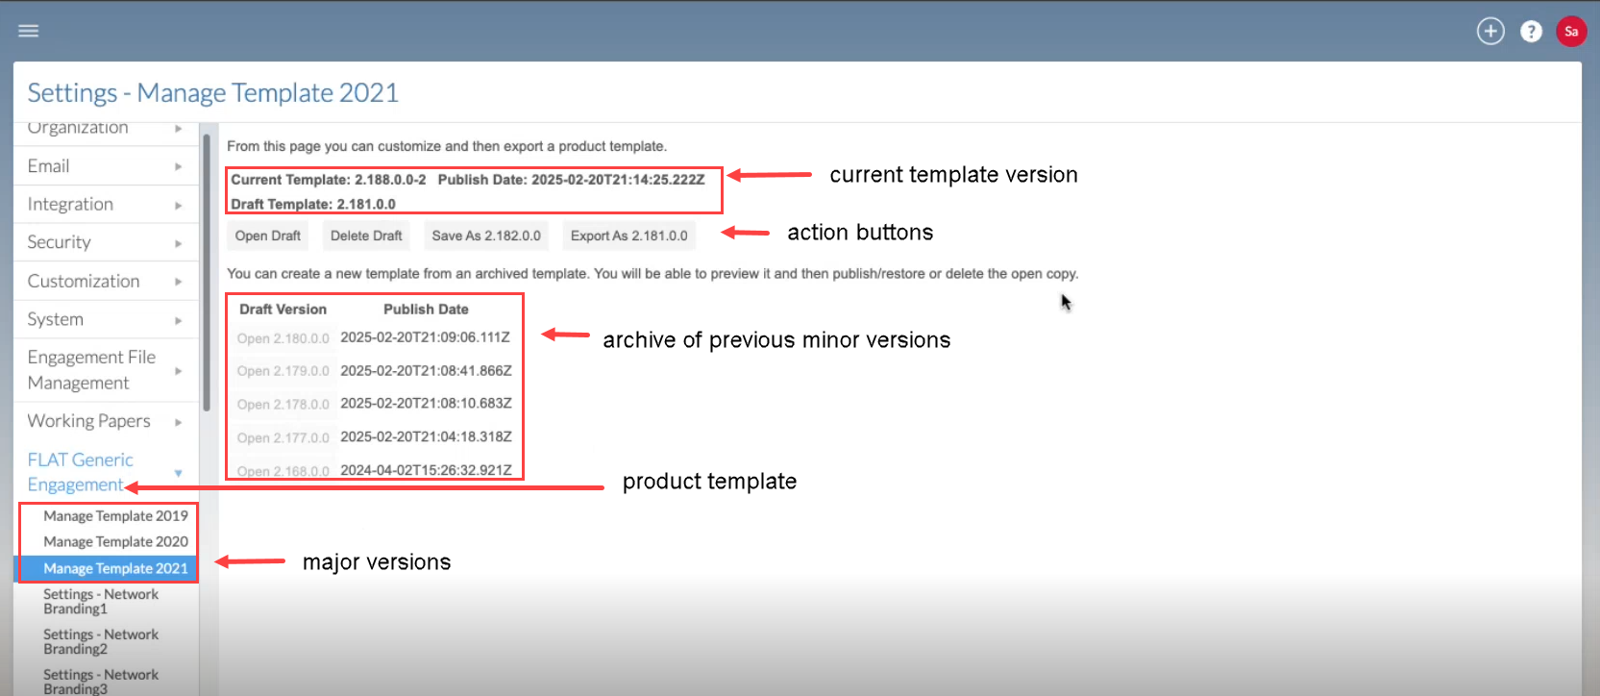 ?
Sa
Settings - Manage Template 2021
Organization
Email
Integration
Security
Customization
System
Engagement File
Management
Working Papers
FLAT Generic
Engagement
Manage Template 2019
Manage Template 2020
Manage Template 2021
Settings - Network
Branding1
Settings - Network
Branding2
Settings - Network
Branding3
From this page you can customize and then export a product template.
Current Template: 2.188.0.0-2 Publish Date: 2025-02-20T21:14:25.222Z
Draft Template: 2.181.0.0
current template version
Open Draft Delete Draft Save As 2.182.0.0 Export As 2.181.0.0
action buttons
You can create a new template from an archived template. You will be able to preview it and then publish/restore or delete the open copy.
Draft Version Publish Date
Open 2.180.0.0 2025-02-20T21:09:06.111Z
Open 2.179.0.0 2025-02-20T21:08:41.866Z
Open 2.178.0.0 2025-02-20T21:08:10.683Z
Open 2.177.0.0 2025-02-20T21:04:18.318Z
Open 2.168.0.0 2024-04-02T15:26:32.921Z
archive of previous minor versions
product template
major versions